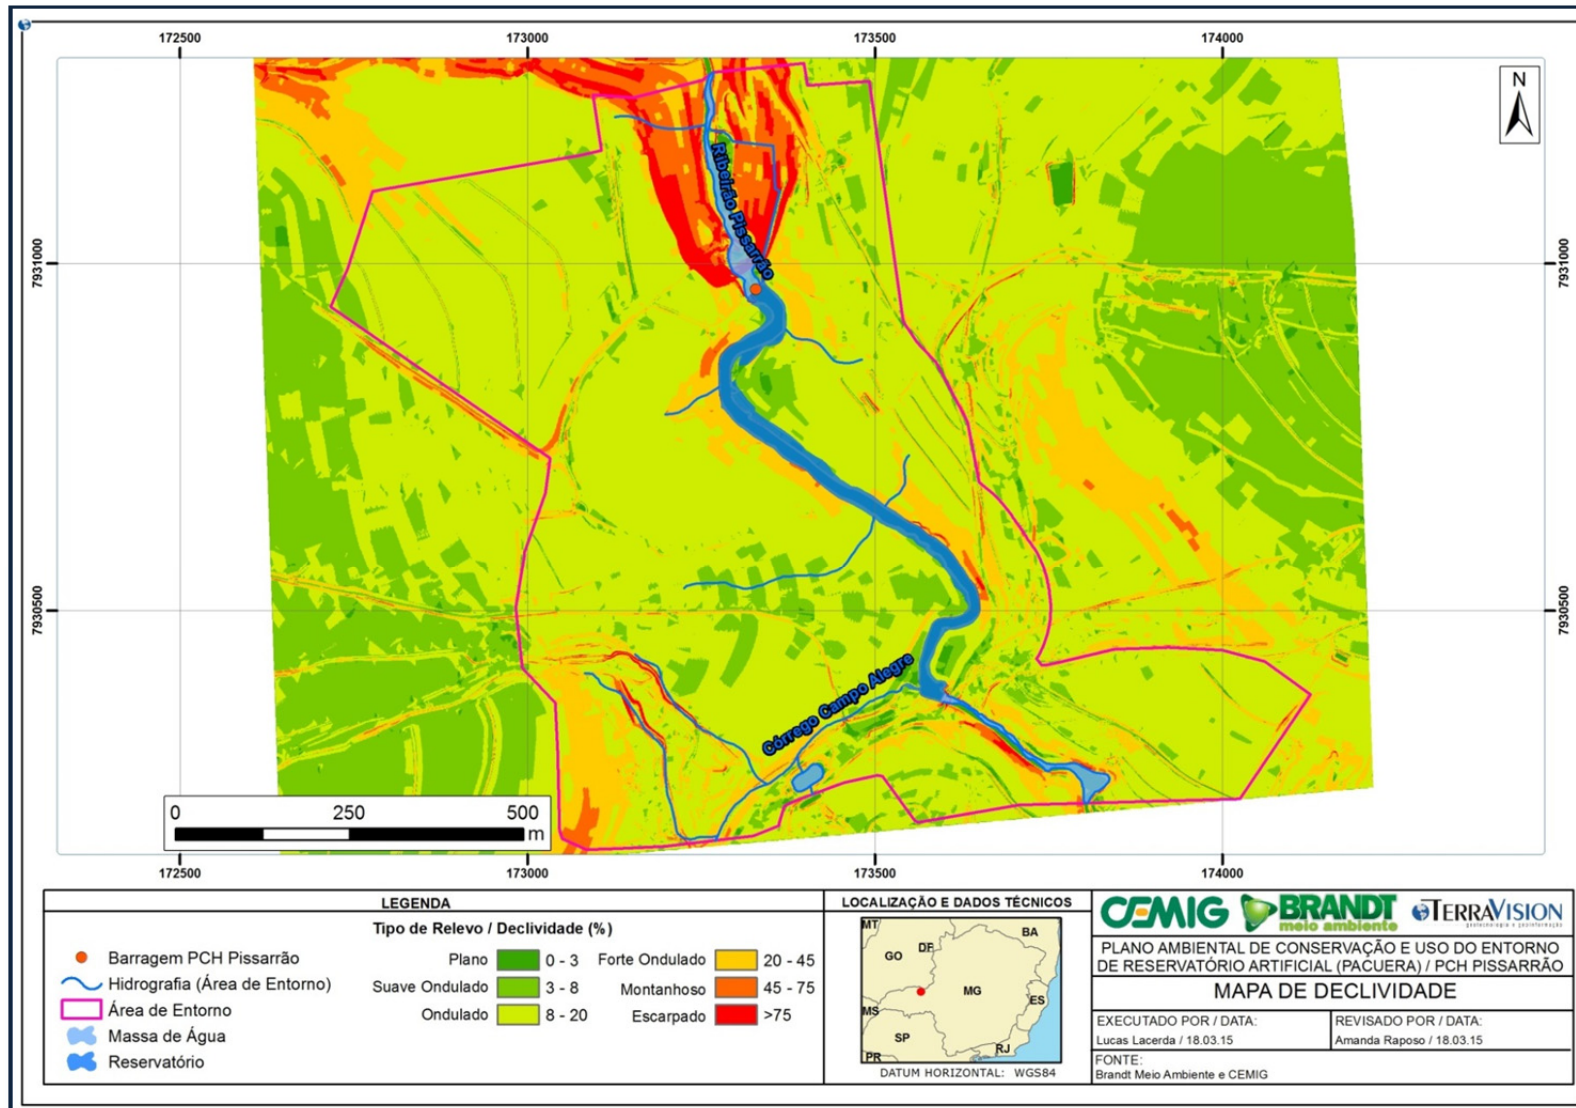 172500 173000 173500 174000
N
7931000 7931000
Ribeirão Pissarrão
7930500 7930500
Córrego Campo Alegre
0 250 500 m
172500 173000 173500 174000
LEGENDA
Tipo de Relevo / Declividade (%)
Barragem PCH Pissarrão
Hidrografia (Área de Entorno)
Área de Entorno
Massa de Água
Reservatório
Plano 0 - 3
Suave Ondulado 3 - 8
Ondulado 8 - 20
Forte Ondulado 20 - 45
Montanhoso 45 - 75
Escarpado >75
LOCALIZAÇÃO E DADOS TÉCNICOS
MT
BA
DF
GO
MG
ES
MS
SP
RJ
PR
DATUM HORIZONTAL: WGS84
CEMIG
BRANDT
meio ambiente
TERRAVISION
geotecnologia e geoinformação
PLANO AMBIENTAL DE CONSERVAÇÃO E USO DO ENTORNO
DE RESERVATÓRIO ARTIFICIAL (PACUERA) / PCH PISSARRÃO
MAPA DE DECLIVIDADE
EXECUTADO POR / DATA:
Lucas Lacerda / 18.03.15
REVISADO POR / DATA:
Amanda Raposo / 18.03.15
FONTE:
Brandt Meio Ambiente e CEMIG